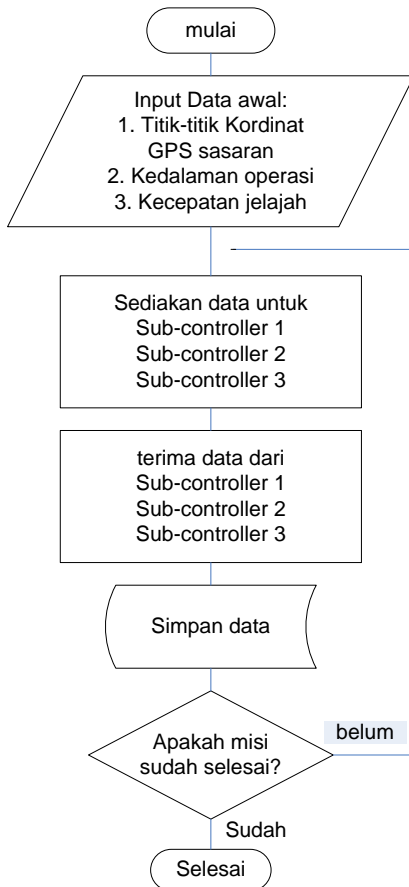 mulai
Input Data awal:
1. Titik-titik Kordinat
GPS sasaran
2. Kedalaman operasi
3. Kecepatan jelajah
Sediakan data untuk
Sub-controller 1
Sub-controller 2
Sub-controller 3
terima data dari
Sub-controller 1
Sub-controller 2
Sub-controller 3
Simpan data
Apakah misi
sudah selesai?
belum
Sudah
Selesai